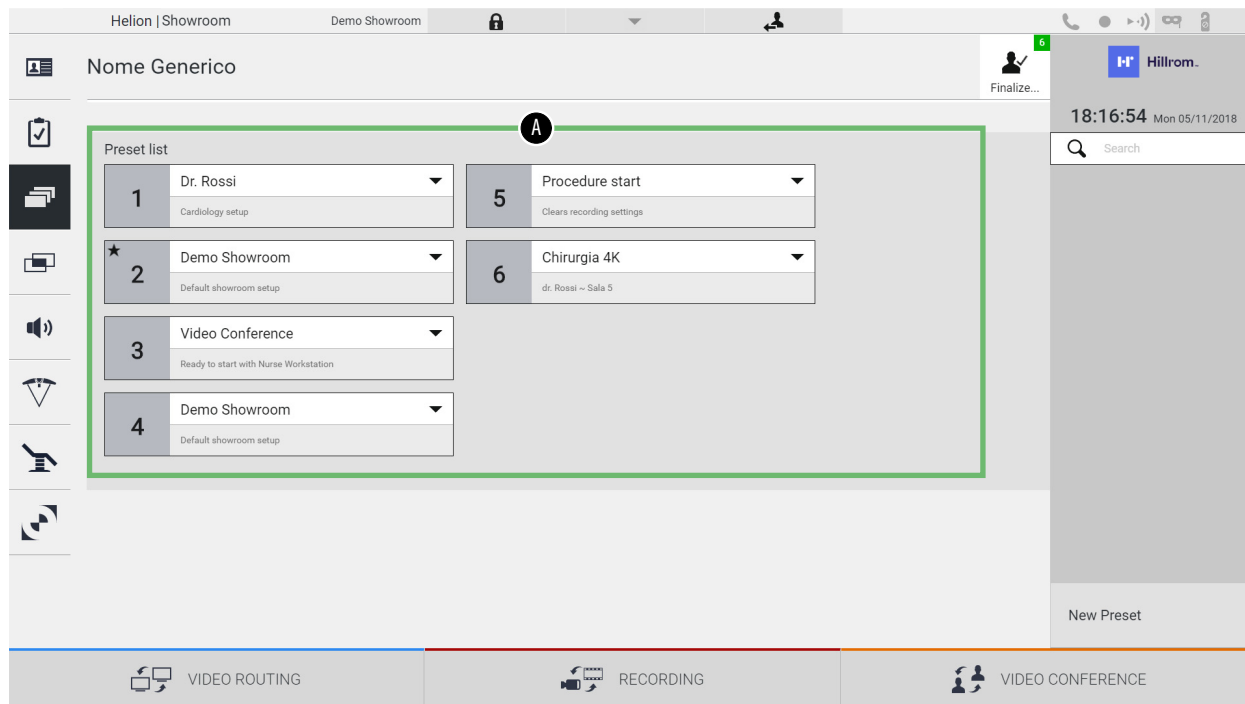 Helion | Showroom
Demo Showroom
Nome Generico
6
Finalize...
Hillrom
18:16:54 Mon 05/11/2018
Search
A
Preset list
1
Dr. Rossi
Cardiology setup
2
Demo Showroom
Default showroom setup
3
Video Conference
Ready to start with Nurse Workstation
4
Demo Showroom
Default showroom setup
5
Procedure start
Clears recording settings
6
Chirurgia 4K
dr. Rossi ~ Sala 5
New Preset
VIDEO ROUTING
RECORDING
VIDEO CONFERENCE